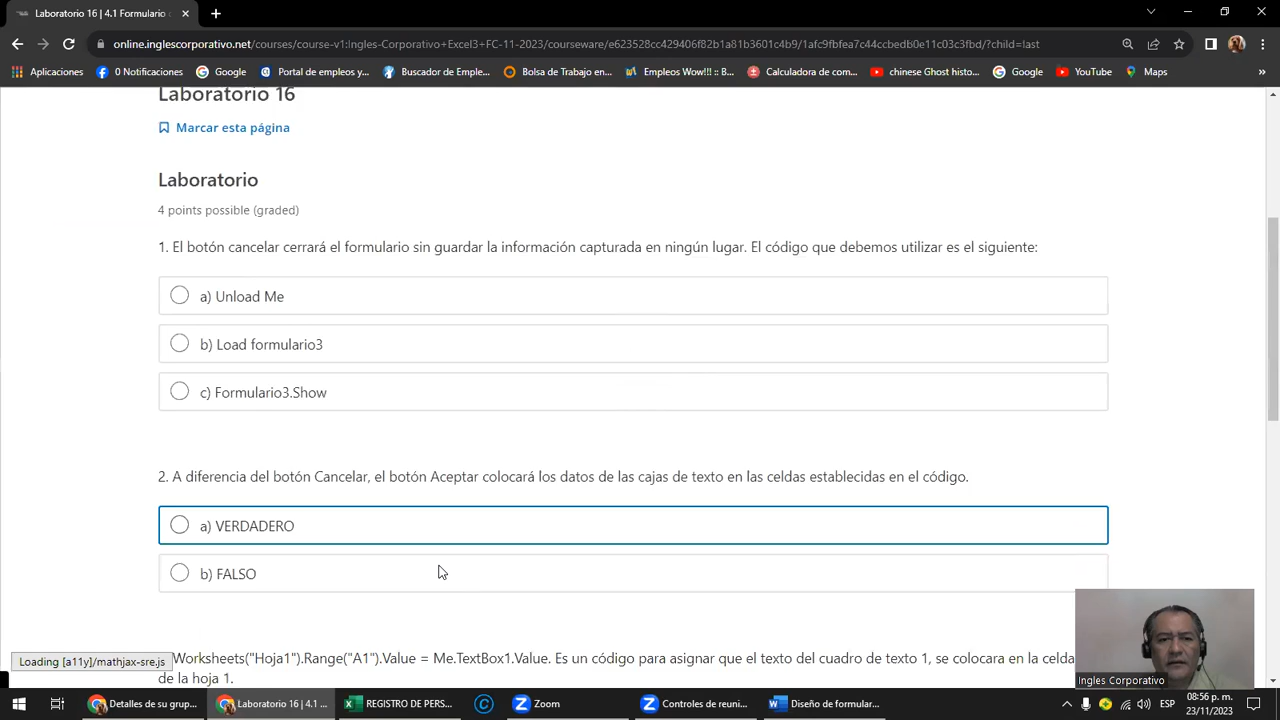 Laboratorio 16 | 4.1 Formulario
online.inglescorporativo.net/courses/course-v1:Ingles-Corporativo+Excel3+FC-11-2023/courseware/e623528cc429406f82b1a81b3601c4b9/1afc9fbfea7c44ccbedb0e11c03c3fbd/?child=last
Aplicaciones 0 Notificaciones Google Portal de empleos y... Buscador de Emplo... Bolsa de Trabajo en... Empleos Wow!!! :: B... Calculadora de com... chinese Ghost histo... Google YouTube Maps »
Laboratorio 16
Marcar esta página
Laboratorio
4 points possible (graded)
1. El botón cancelar cerrará el formulario sin guardar la información capturada en ningún lugar. El código que debemos utilizar es el siguiente:
a) Unload Me
b) Load formulario3
c) Formulario3.Show
2. A diferencia del botón Cancelar, el botón Aceptar colocará los datos de las cajas de texto en las celdas establecidas en el código.
a) VERDADERO
b) FALSO
Worksheets("Hoja1").Range("A1").Value = Me.TextBox1.Value. Es un código para asignar que el texto del cuadro de texto 1, se colocara en la celda
de la hoja 1.
Loading [a11y]/mathjax-sre.js
Ingles Corporativo
Detalles de su grup... Laboratorio 16 | 4.1 ... REGISTRO DE PERS... Zoom Controles de reuni... Diseño de formular... ESP 08:56 p. m.
23/11/2023